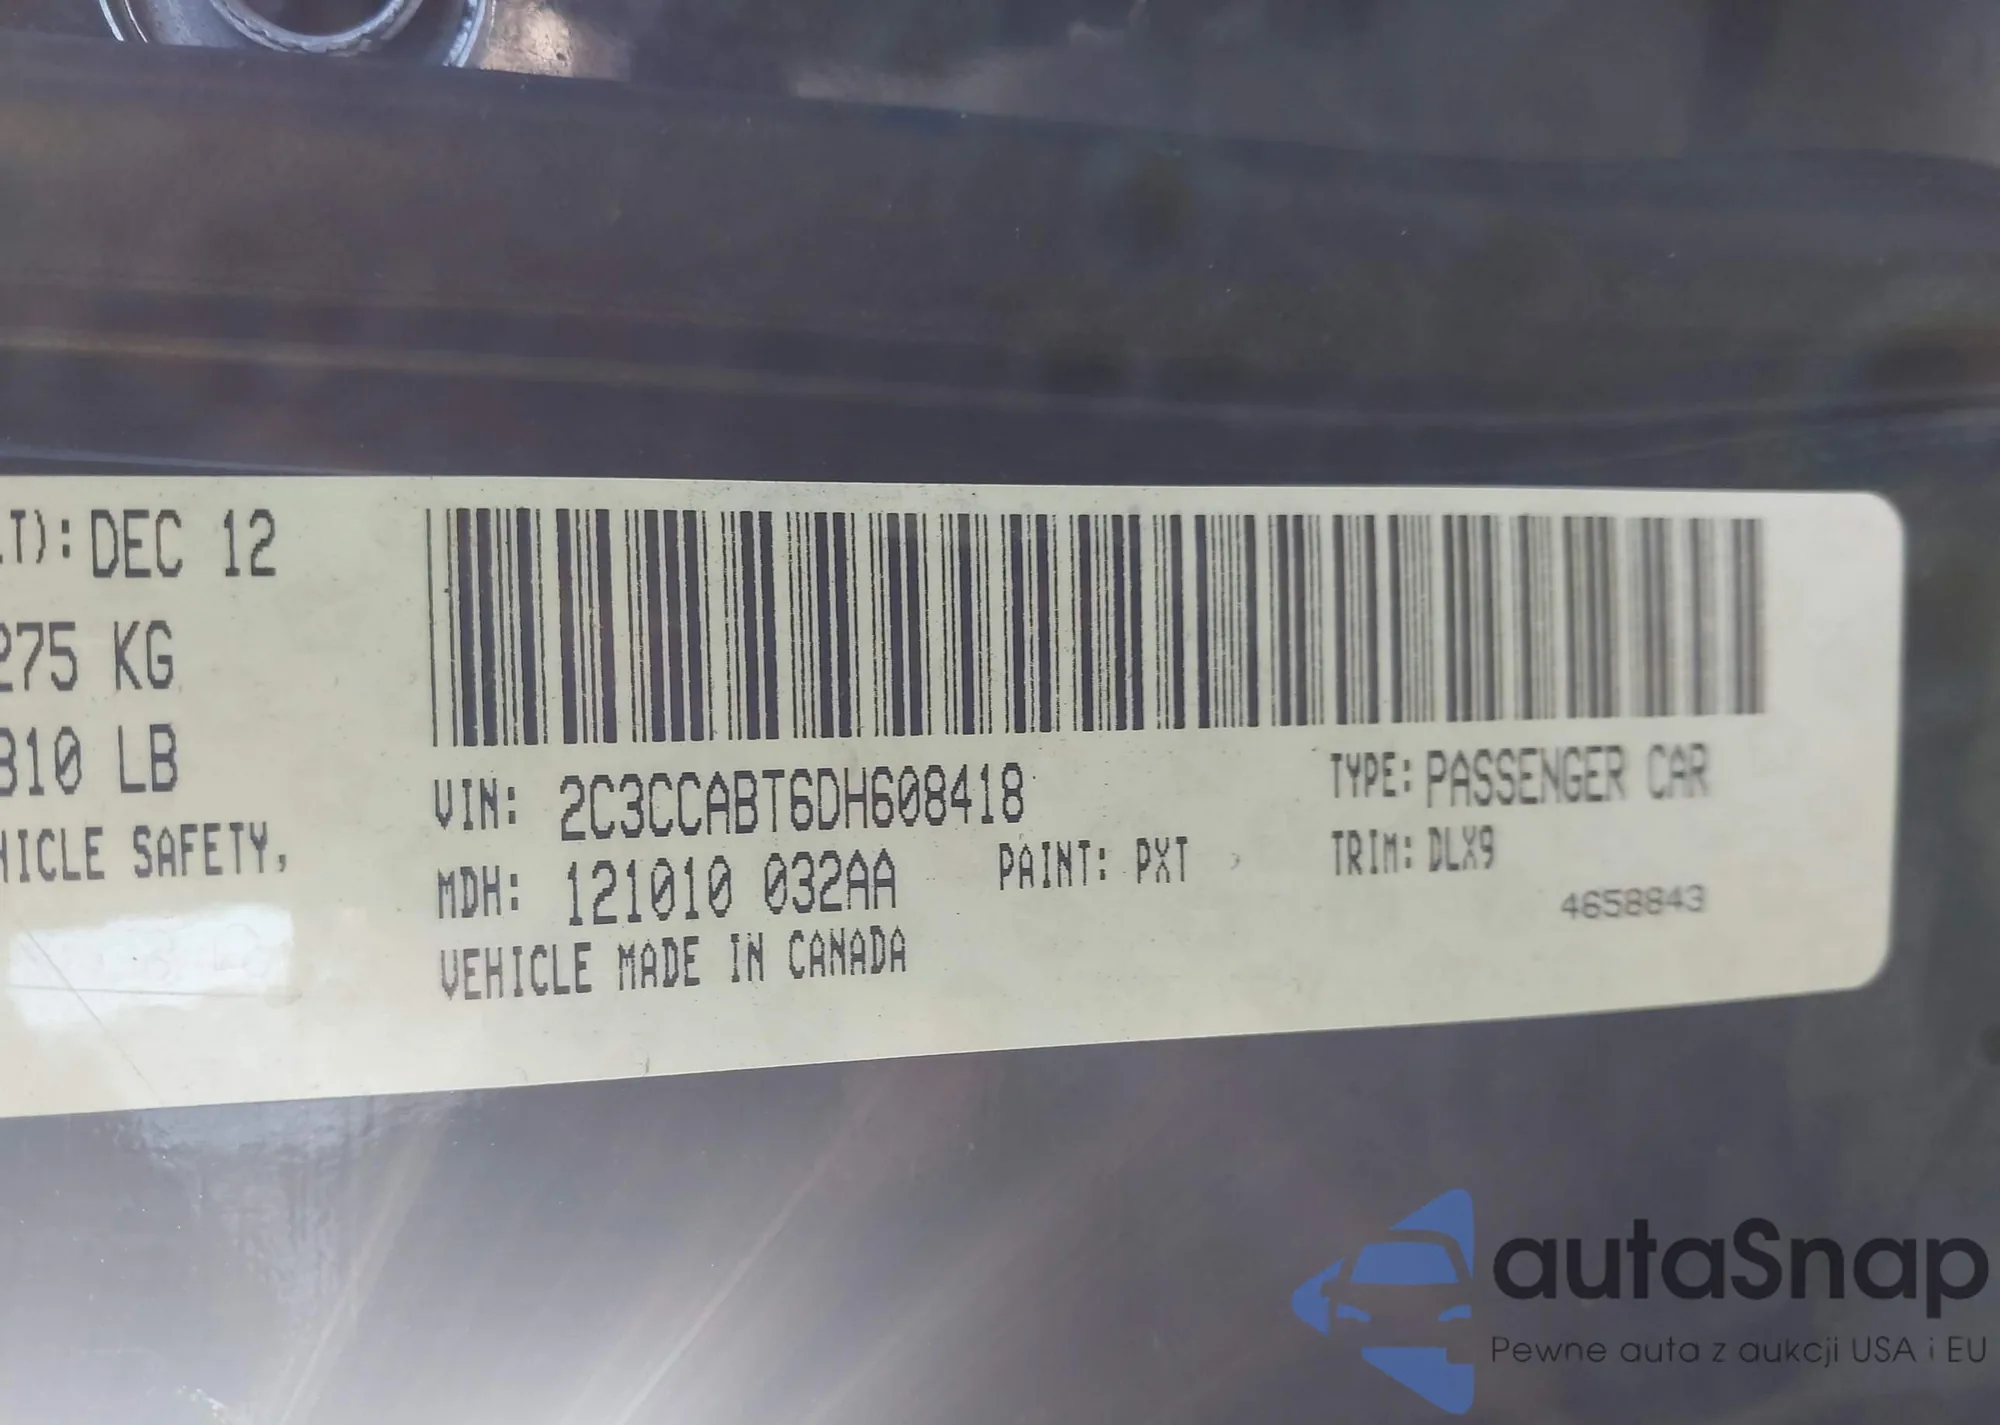 LT): DEC 12
275 KG
310 LB
HICLE SAFETY,
VIN: 2C3CCABT6DH608418
TYPE: PASSENGER CAR
MDH: 121010 032AA
PAINT: PXT
TRIM: DLX9
4658843
VEHICLE MADE IN CANADA
autaSnap
Pewne auta z aukcji USA i EU